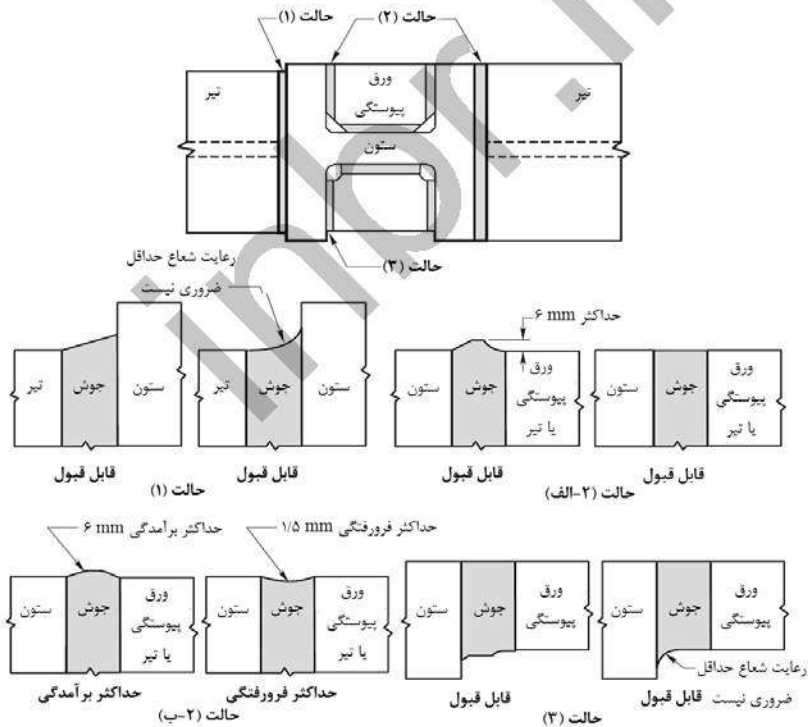 حالت (۱)
حالت (۲)
تیر
ورق
پیوستگی
ستون
تیر
حالت (۳)
inbr.ir
رعایت شعاع حداقل
ضروری نیست
تیر
جوش
ستون
قابل قبول
تیر
جوش
ستون
قابل قبول
حالت (۱)
حداکثر ۶ mm
ستون
جوش
ورق
پیوستگی
یا تیر
قابل قبول
ستون
جوش
ورق
پیوستگی
یا تیر
قابل قبول
حالت (۲-الف)
حداکثر برآمدگی ۶ mm
ستون
جوش
ورق
پیوستگی
یا تیر
حداکثر برآمدگی
حداکثر فرورفتگی ۱/۵ mm
ستون
جوش
ورق
پیوستگی
یا تیر
حداکثر فرورفتگی
حالت (۲-ب)
ستون
جوش
ورق
پیوستگی
قابل قبول
ستون
جوش
ورق
پیوستگی
رعایت شعاع حداقل
ضروری نیست
قابل قبول
حالت (۳)